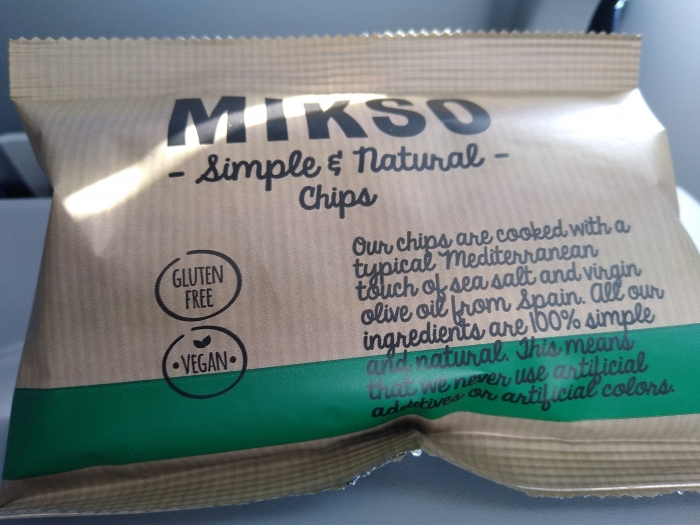 MIKSO
- Simple & Natural -
Chips
GLUTEN
FREE
• VEGAN •
Our chips are cooked with a
typical Mediterranean
touch of sea salt and virgin
olive oil from Spain. All our
ingredients are 100% simple
and natural. This means
that we never use artificial
additives or artificial colors.